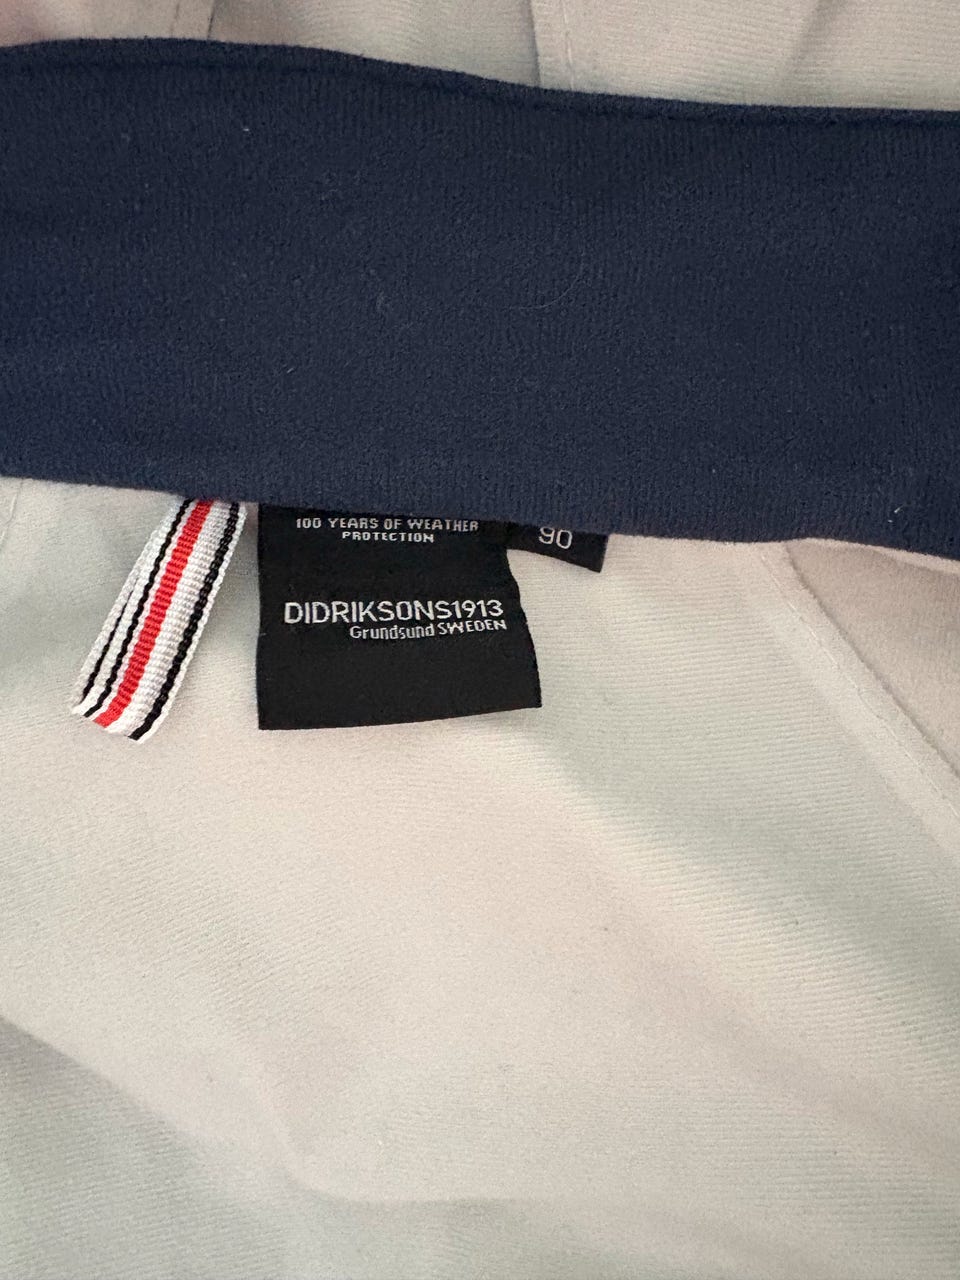 100 YEARS OF WEATHER
PROTECTION
90
DIDRIKSONS1913
Grundsund SWEDEN